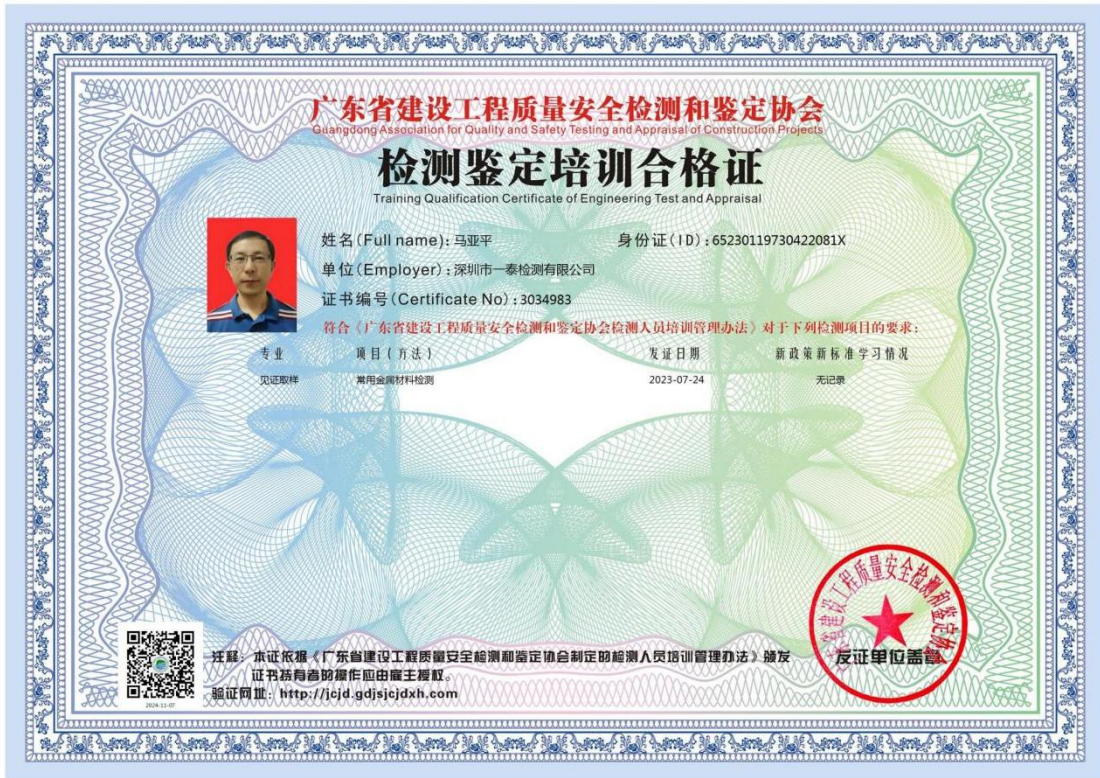 广东省建设工程质量安全检测和鉴定协会
Guangdong Association for Quality and Safety Testing and Appraisal of Construction Projects
检测鉴定培训合格证
Training Qualification Certificate of Engineering Test and Appraisal
姓名(Full name): 马亚平 身份证(ID): 65230119730422081X
单位(Employer): 深圳市一泰检测有限公司
证书编号(Certificate No): 3034983
符合《广东省建设工程质量安全检测和鉴定协会检测人员培训管理办法》对于下列检测项目的要求:
专业 项目(方法) 发证日期 新政策新标准学习情况
见证取样 常用金属材料检测 2023-07-24 无记录
广东省建设工程质量安全检测和鉴定协会
发证单位盖章
注释: 本证依据《广东省建设工程质量安全检测和鉴定协会制定的检测人员培训管理办法》颁发
证书持有者的操作应由雇主授权。
验证网址: http://jcjd.gdjsjcjdxh.com
2024-11-07